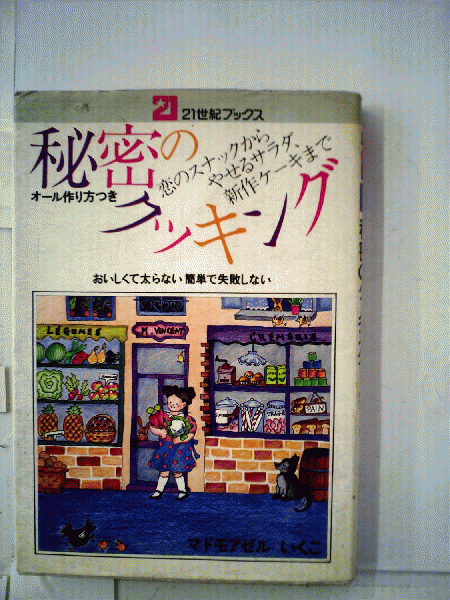 21 21世紀ブックス
秘密の
クッキング
恋のスナックから
やせるサラダ、
新作ケーキまで
オール作り方つき
おいしくて太らない 簡単で失敗しない
LÉGUMES
M. VINCENT
PAIN
マドモアゼル いくこ